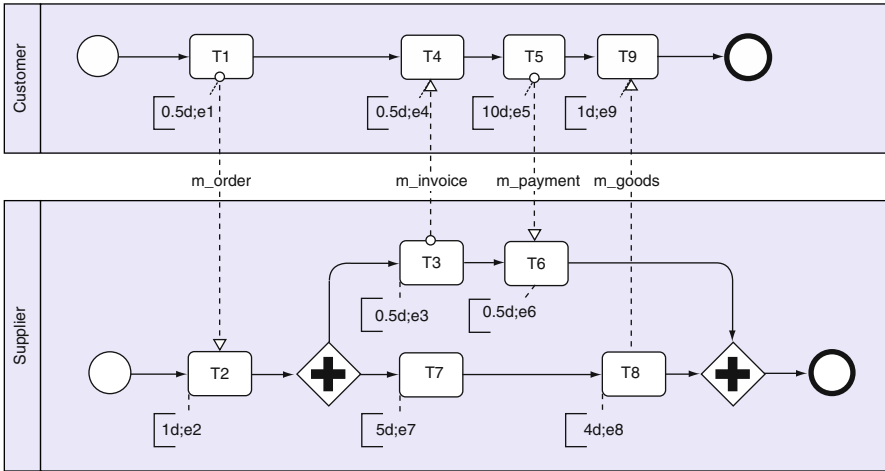 Customer
T1
T4
T5
T9
0.5d;e1
0.5d;e4
10d;e5
1d;e9
m_order
m_invoice
m_payment
m_goods
Supplier
T3
T6
0.5d;e3
0.5d;e6
T2
T7
T8
1d;e2
5d;e7
4d;e8